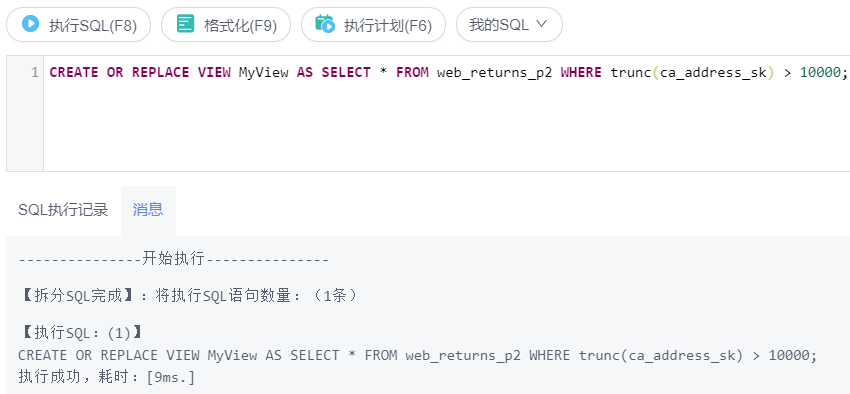 执行SQL(F8) 格式化(F9) 执行计划(F6) 我的SQL
1 CREATE OR REPLACE VIEW MyView AS SELECT * FROM web_returns_p2 WHERE trunc(ca_address_sk) > 10000;
SQL执行记录 消息
---------------开始执行---------------
【拆分SQL完成】：将执行SQL语句数量：（1条）
【执行SQL：(1)】
CREATE OR REPLACE VIEW MyView AS SELECT * FROM web_returns_p2 WHERE trunc(ca_address_sk) > 10000;
执行成功，耗时：[9ms.]